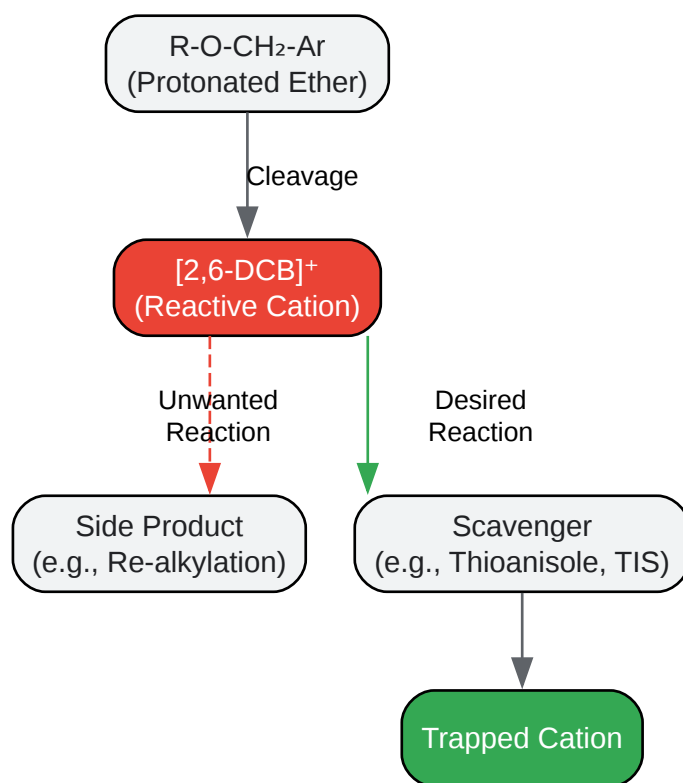 R-O-CH₂-Ar
(Protonated Ether)
Cleavage
[2,6-DCB]⁺
(Reactive Cation)
Unwanted
Reaction
Desired
Reaction
Side Product
(e.g., Re-alkylation)
Scavenger
(e.g., Thioanisole, TIS)
Trapped Cation